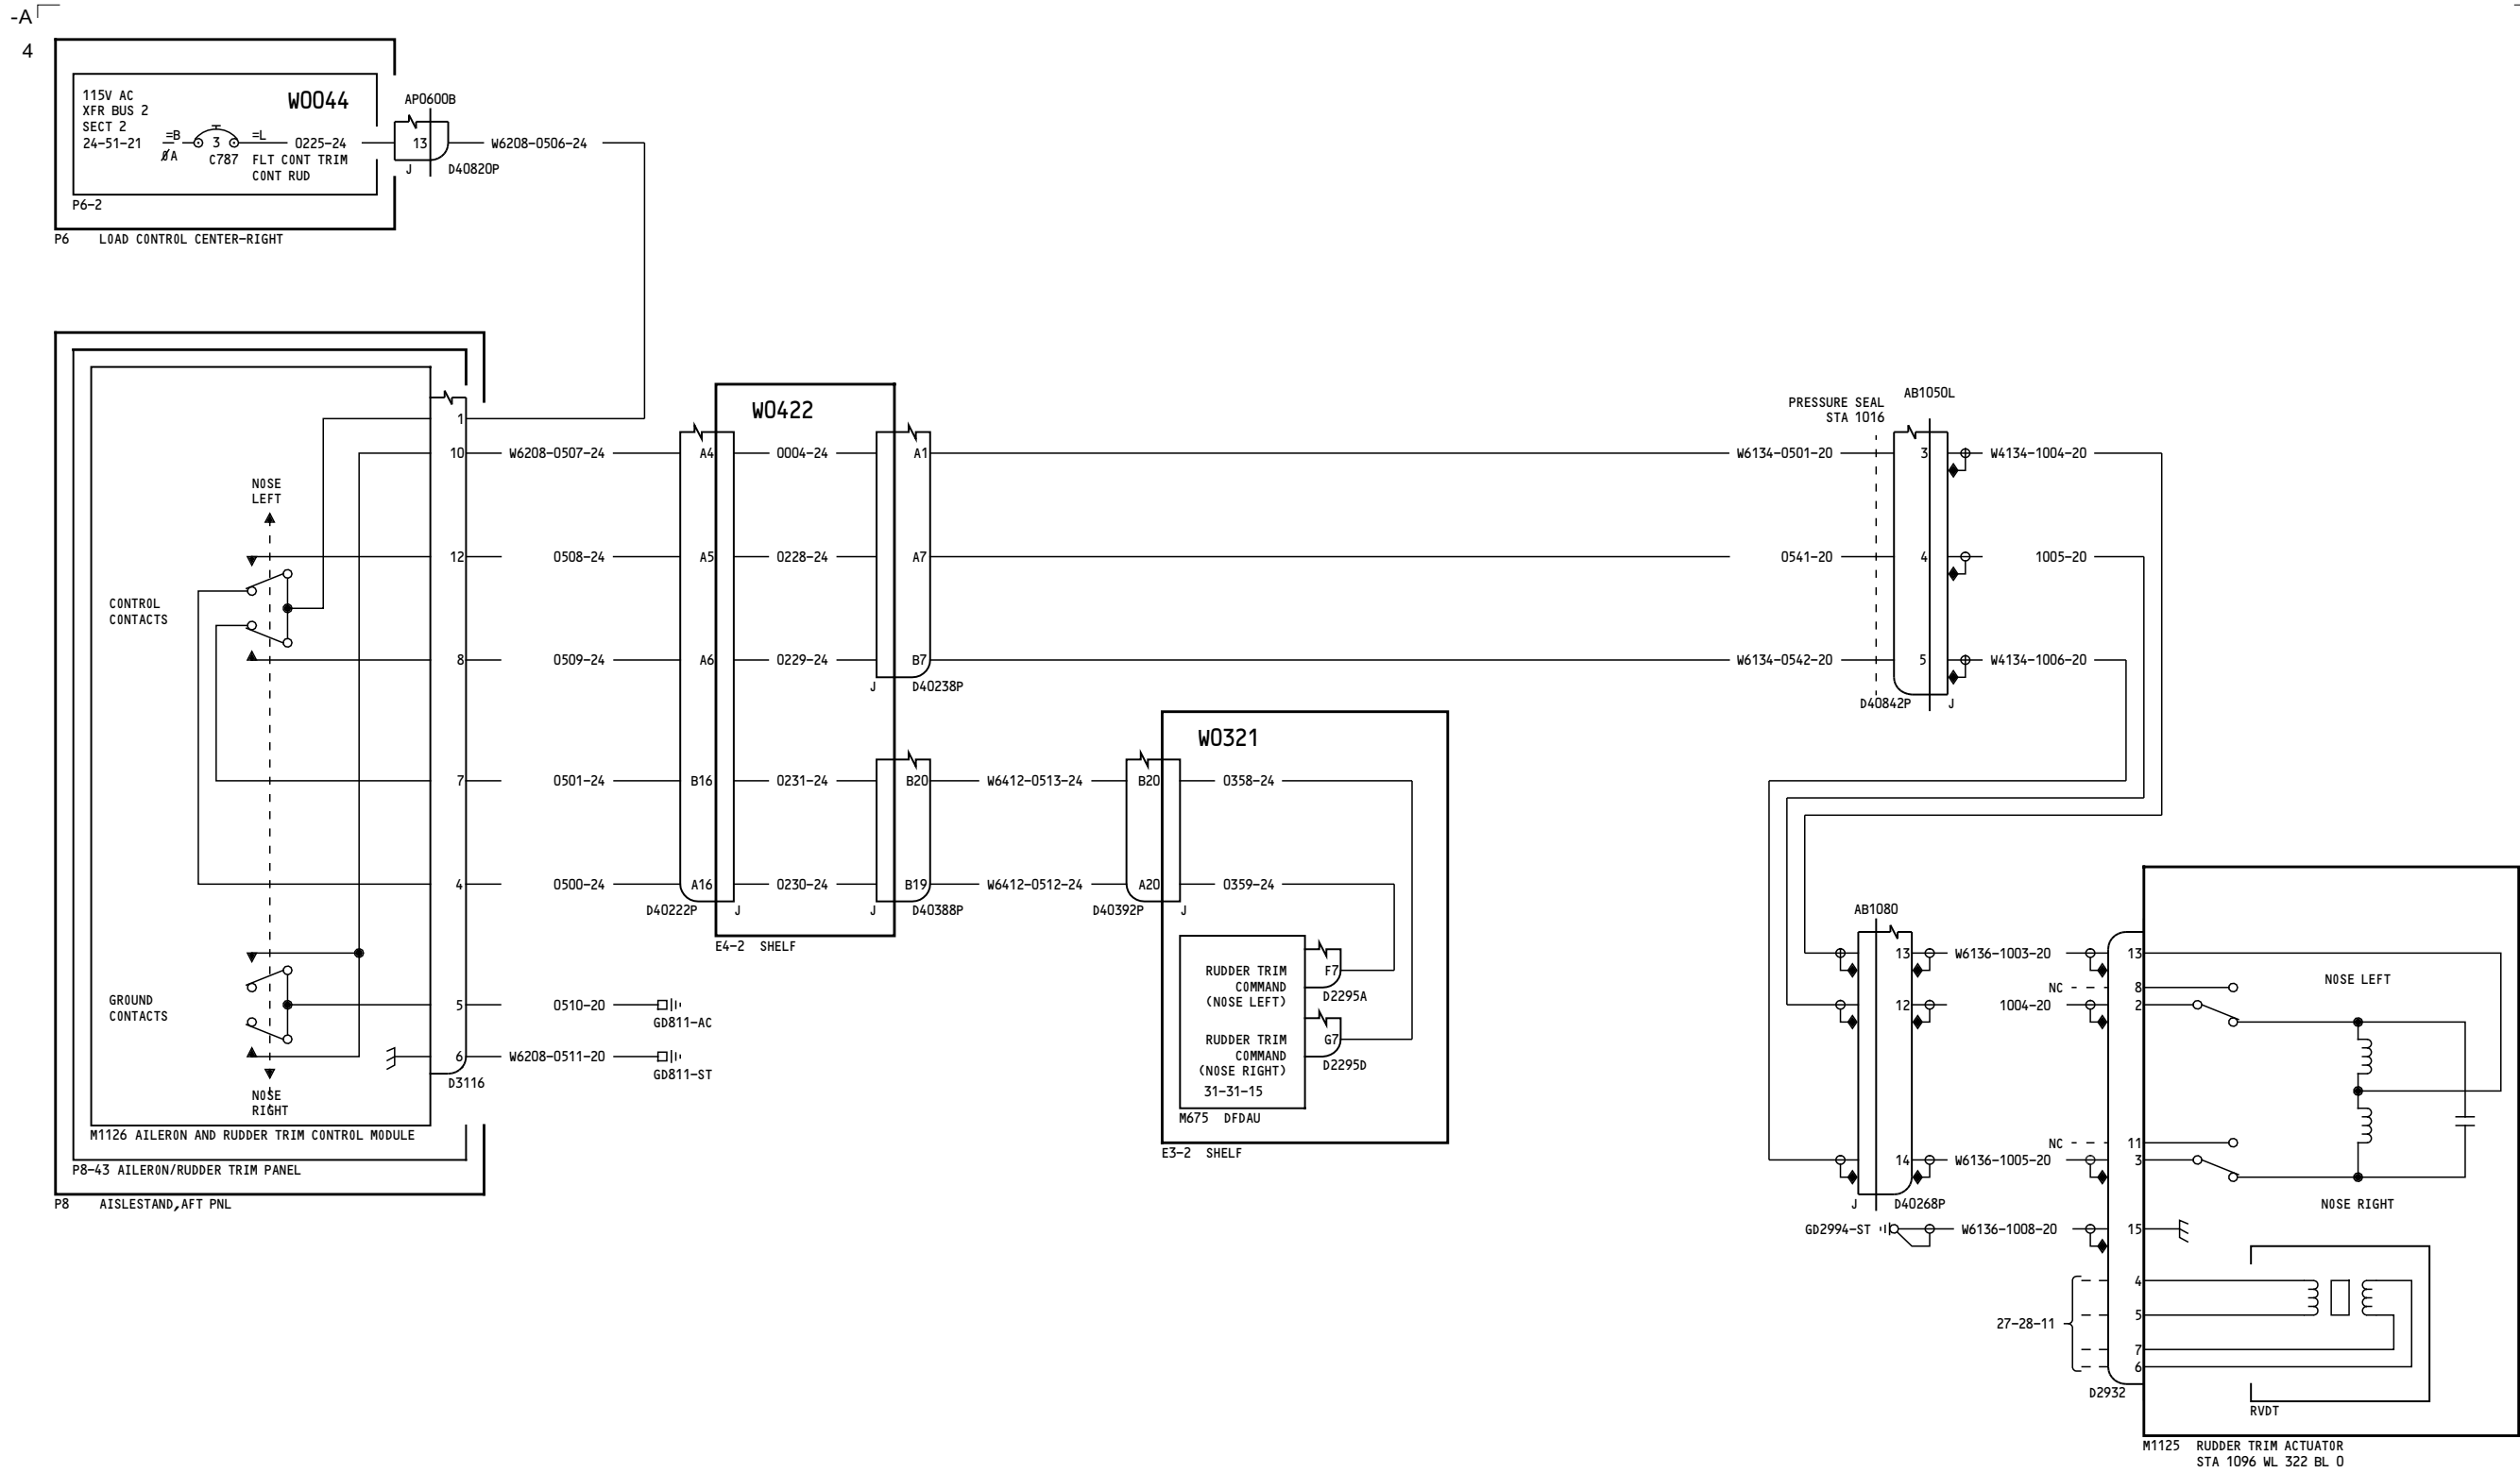 -A
4
115V AC
XFR BUS 2
SECT 2
24-51-21
W0044
=B
ØA
3
C787
=L
0225-24
FLT CONT TRIM
CONT RUD
P6-2
P6 LOAD CONTROL CENTER-RIGHT
AP0600B
13
J
D40820P
W6208-0506-24
NOSE
LEFT
CONTROL
CONTACTS
GROUND
CONTACTS
NOSE
RIGHT
1
10
12
8
7
4
5
6
D3116
M1126 AILERON AND RUDDER TRIM CONTROL MODULE
P8-43 AILERON/RUDDER TRIM PANEL
P8 AISLESTAND,AFT PNL
W6208-0507-24
0508-24
0509-24
0501-24
0500-24
0510-20
GD811-AC
W6208-0511-20
GD811-ST
W0422
A4
A5
A6
B16
A16
D40222P
J
0004-24
0228-24
0229-24
0231-24
0230-24
A1
A7
B7
J
D40238P
B20
B19
J
D40388P
E4-2 SHELF
W6412-0513-24
W6412-0512-24
W0321
B20
A20
D40392P
J
0358-24
0359-24
RUDDER TRIM
COMMAND
(NOSE LEFT)
F7
D2295A
RUDDER TRIM
COMMAND
(NOSE RIGHT)
G7
D2295D
31-31-15
M675 DFDAU
E3-2 SHELF
PRESSURE SEAL
STA 1016
AB1050L
W6134-0501-20
0541-20
W6134-0542-20
3
4
5
D40842P
J
W4134-1004-20
1005-20
W4134-1006-20
AB1080
13
12
14
J
D40268P
W6136-1003-20
NC
1004-20
NC
W6136-1005-20
GD2994-ST
W6136-1008-20
27-28-11
13
8
2
11
3
15
4
5
7
6
D2932
NOSE LEFT
NOSE RIGHT
RVDT
M1125 RUDDER TRIM ACTUATOR
STA 1096 WL 322 BL 0